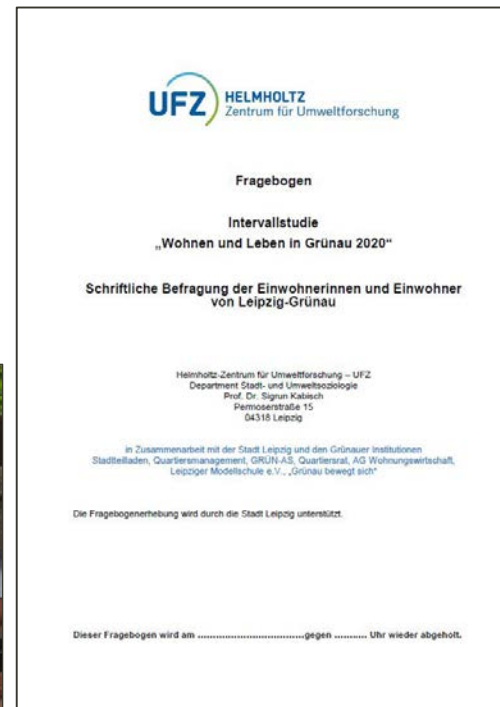 UFZ HELMHOLTZ
Zentrum für Umweltforschung
Fragebogen
Intervallstudie
„Wohnen und Leben in Grünau 2020“
Schriftliche Befragung der Einwohnerinnen und Einwohner
von Leipzig-Grünau
Helmholtz-Zentrum für Umweltforschung – UFZ
Department Stadt- und Umweltsoziologie
Prof. Dr. Sigrun Kabisch
Permoserstraße 15
04318 Leipzig
in Zusammenarbeit mit der Stadt Leipzig und den Grünauer Institutionen
Stadtteilladen, Quartiersmanagement, GRÜN-AS, Quartiersrat, AG Wohnungswirtschaft,
Leipziger Modellschule e.V., „Grünau bewegt sich“
Die Fragebogenerhebung wird durch die Stadt Leipzig unterstützt.
Dieser Fragebogen wird am ....................................gegen ........... Uhr wieder abgeholt.